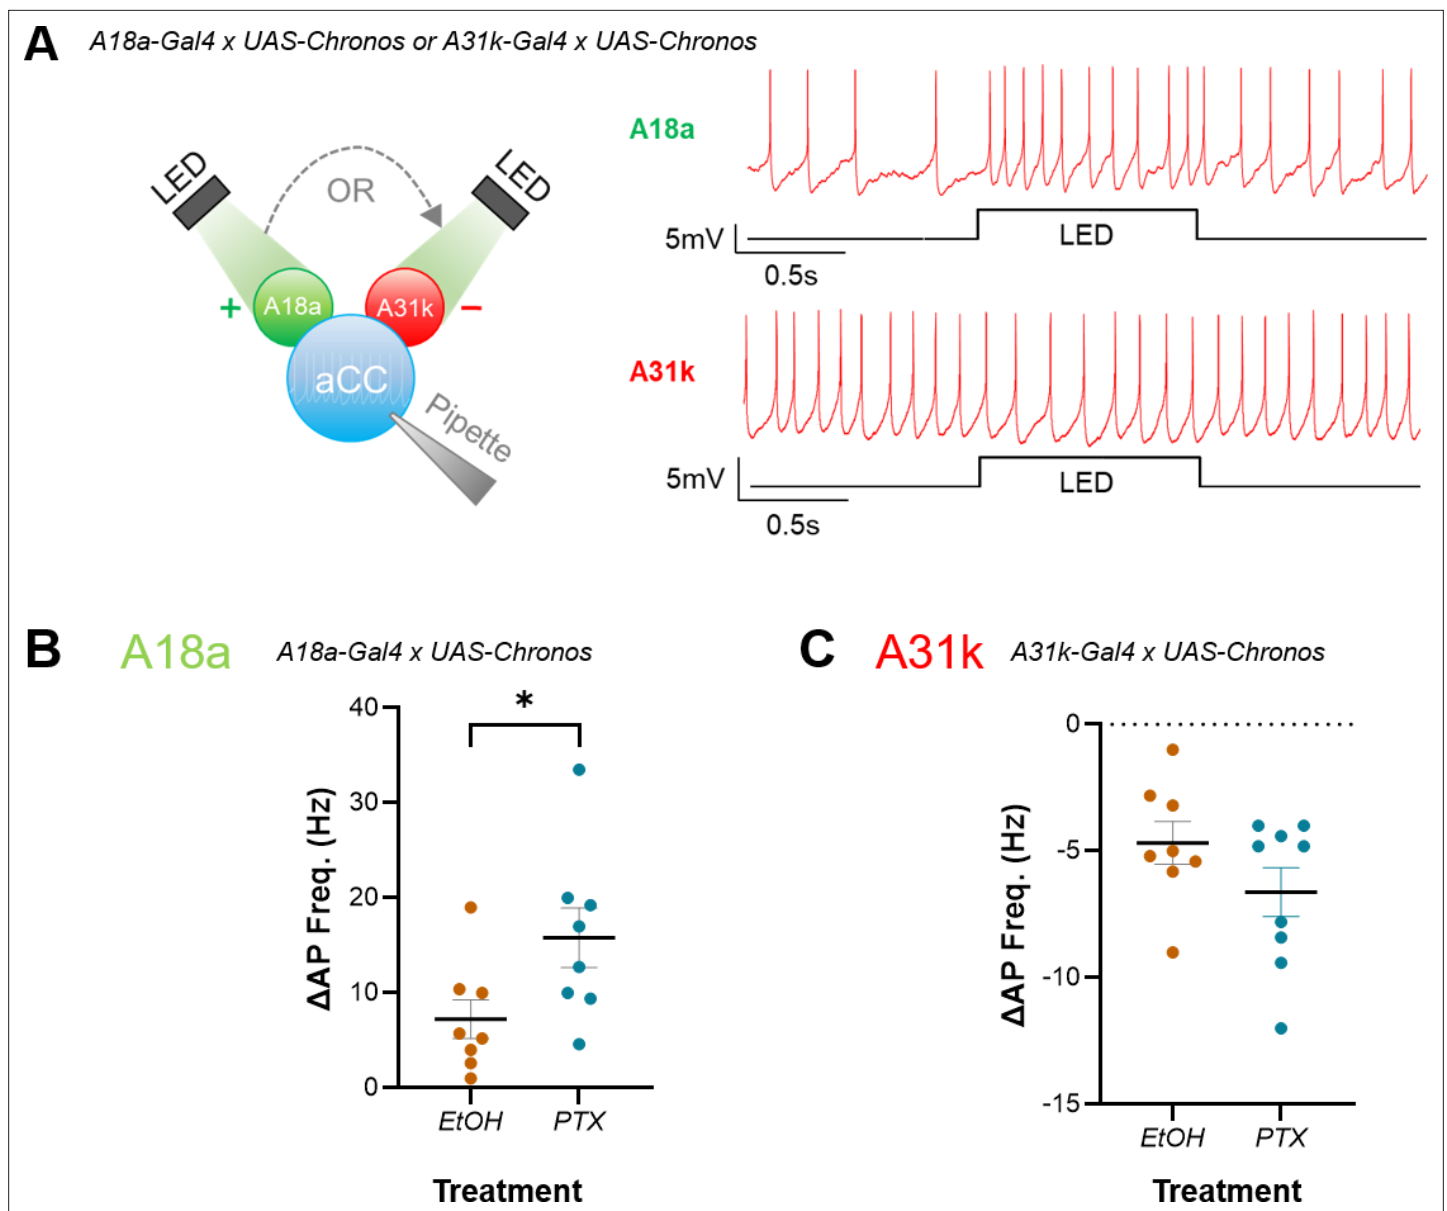 A A18a-Gal4 x UAS-Chronos or A31k-Gal4 x UAS-Chronos
LED
OR
LED
+ A18a
A31k −
aCC
Pipette
A18a
5mV
LED
0.5s
A31k
5mV
LED
0.5s
B A18a A18a-Gal4 x UAS-Chronos
*
ΔAP Freq. (Hz)
40
30
20
10
0
EtOH PTX
Treatment
C A31k A31k-Gal4 x UAS-Chronos
ΔAP Freq. (Hz)
0
-5
-10
-15
EtOH PTX
Treatment